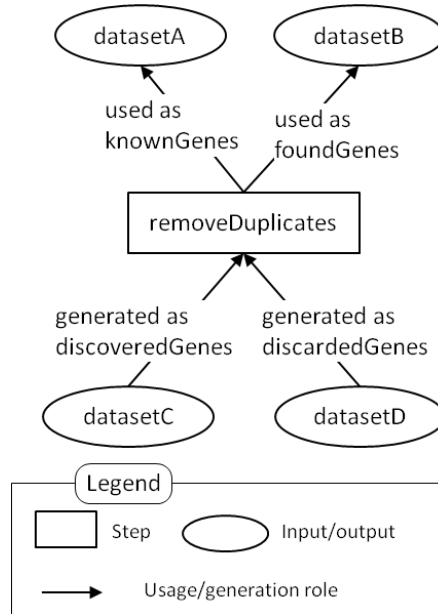 datasetA
datasetB
used as
knownGenes
used as
foundGenes
removeDuplicates
generated as
discoveredGenes
generated as
discardedGenes
datasetC
datasetD
Legend
Step
Input/output
Usage/generation role